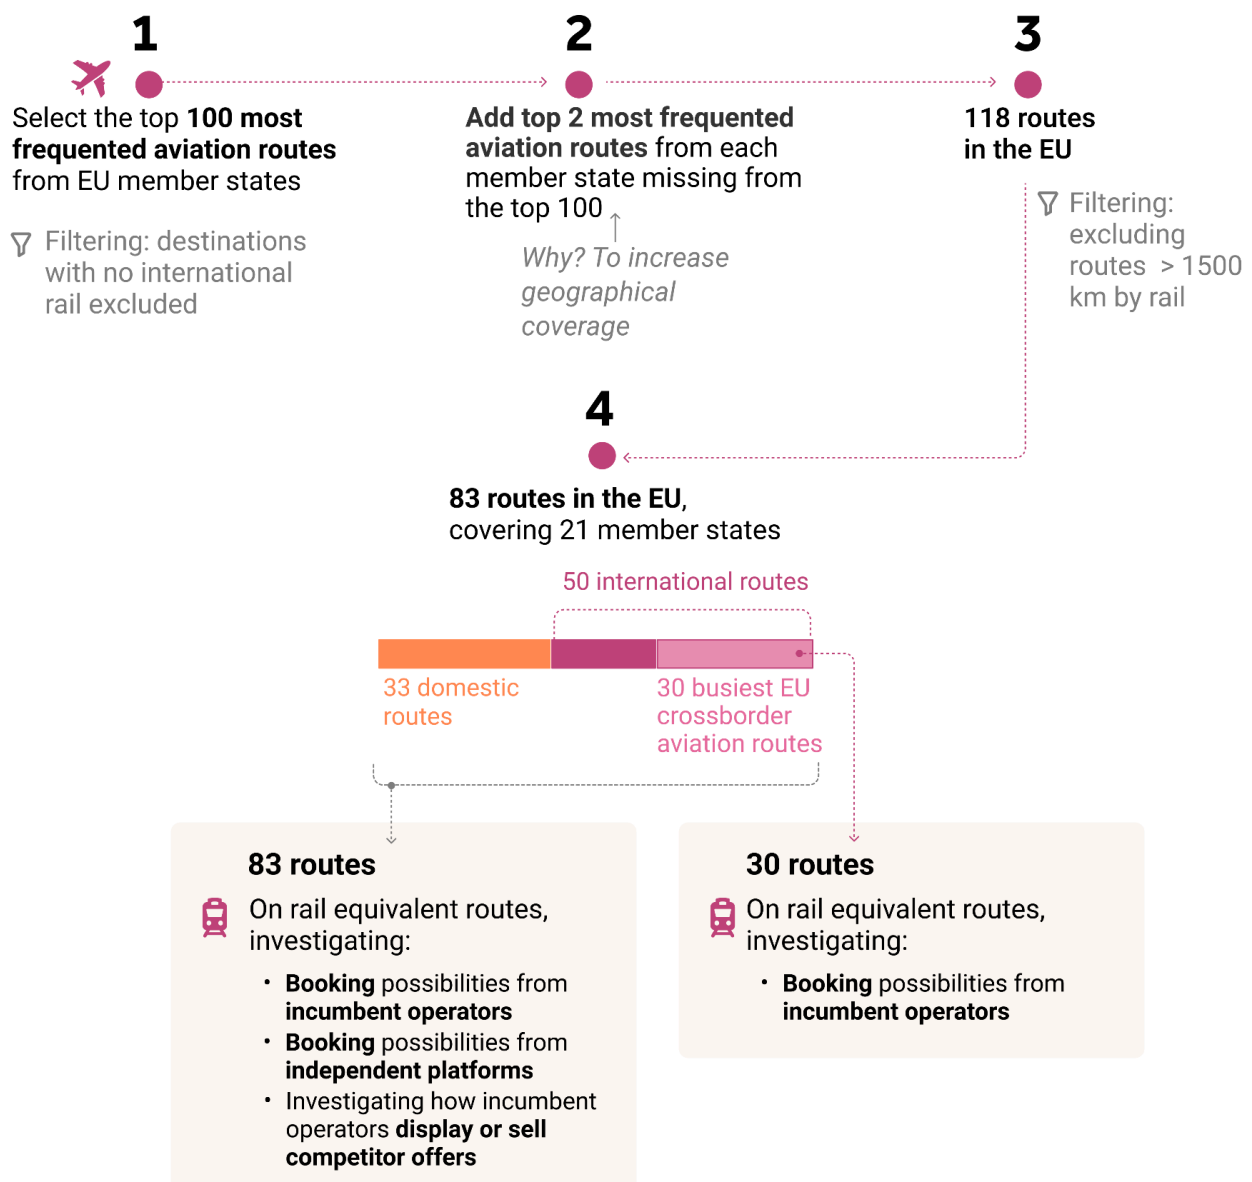 1
Select the top 100 most
frequented aviation routes
from EU member states
Filtering: destinations
with no international
rail excluded
2
Add top 2 most frequented
aviation routes from each
member state missing from
the top 100
Why? To increase
geographical
coverage
3
118 routes
in the EU
Filtering:
excluding
routes > 1500
km by rail
4
83 routes in the EU,
covering 21 member states
50 international routes
33 domestic
routes
30 busiest EU
crossborder
aviation routes
83 routes
On rail equivalent routes,
investigating:
• Booking possibilities from
incumbent operators
• Booking possibilities from
independent platforms
• Investigating how incumbent
operators display or sell
competitor offers
30 routes
On rail equivalent routes,
investigating:
• Booking possibilities from
incumbent operators